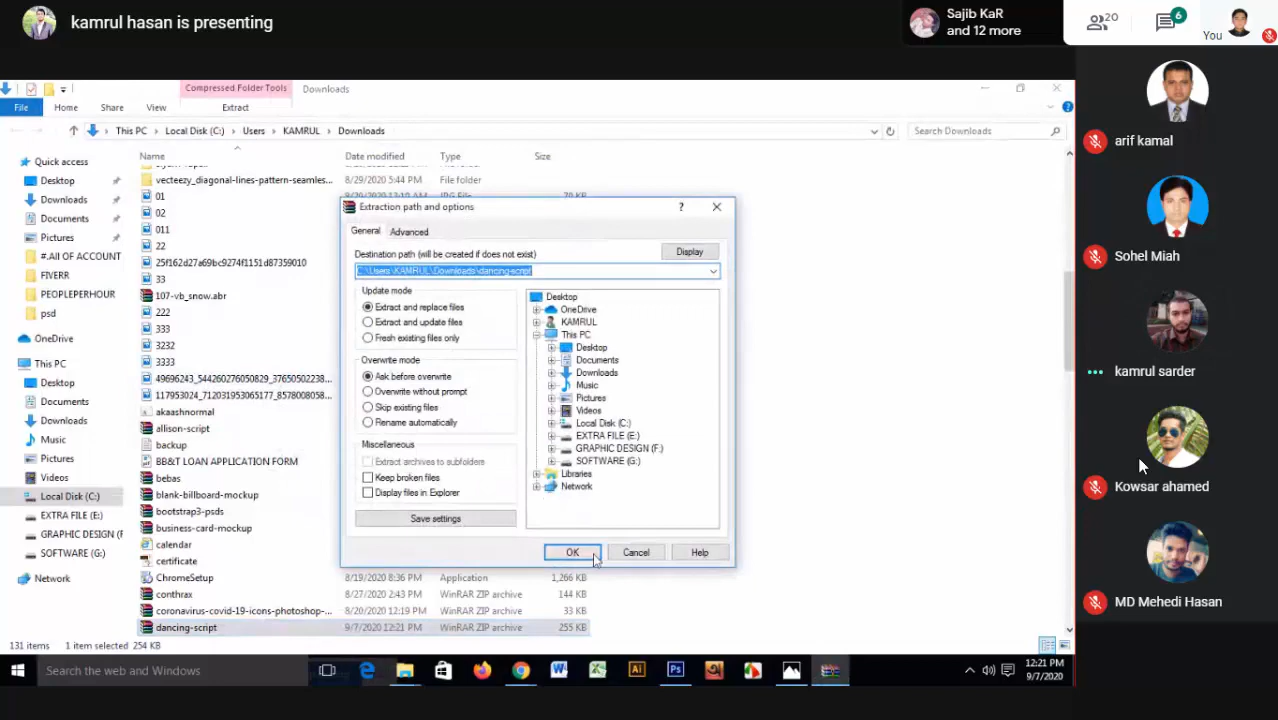 kamrul hasan is presenting
Sajib KaR
and 12 more
20
6
You
Compressed Folder Tools
Downloads
File
Home
Share
View
Extract
This PC
Local Disk (C:)
Users
KAMRUL
Downloads
Search Downloads
Name
Date modified
Type
Size
Quick access
Desktop
Downloads
Documents
Pictures
#.All OF ACCOUNT
FIVERR
PEOPLEPERHOUR
psd
OneDrive
This PC
Desktop
Documents
Downloads
Music
Pictures
Videos
Local Disk (C:)
EXTRA FILE (E:)
GRAPHIC DESIGN (F
SOFTWARE (G:)
Network
vecteezy_diagonal-lines-pattern-seamles... 8/29/2020 5:44 PM File folder
01
02
011
22
25f162d27a69bc9274f1151d87359010
33
107-vb_snow.abr
222
333
3232
3333
49696243_544260276050829_37650502238...
117953024_712031953065177_8578008058...
akaashnormal
allison-script
backup
BB&T LOAN APPLICATION FORM
bebas
blank-billboard-mockup
bootstrap3-psds
business-card-mockup
calendar
certificate
ChromeSetup 8/19/2020 8:36 PM Application 1,266 KB
conthrax 8/27/2020 2:43 PM WinRAR ZIP archive 144 KB
coronavirus-covid-19-icons-photoshop-... 8/20/2020 12:19 PM WinRAR ZIP archive 33 KB
dancing-script 9/7/2020 12:21 PM WinRAR ZIP archive 255 KB
Extraction path and options
?
General
Advanced
Destination path (will be created if does not exist)
Display
C:\Users\KAMRUL\Downloads\dancing-script
Update mode
Extract and replace files
Extract and update files
Fresh existing files only
Overwrite mode
Ask before overwrite
Overwrite without prompt
Skip existing files
Rename automatically
Miscellaneous
Extract archives to subfolders
Keep broken files
Display files in Explorer
Save settings
Desktop
OneDrive
KAMRUL
This PC
Desktop
Documents
Downloads
Music
Pictures
Videos
Local Disk (C:)
EXTRA FILE (E:)
GRAPHIC DESIGN (F:)
SOFTWARE (G:)
Libraries
Network
OK
Cancel
Help
131 items
1 item selected 254 KB
Search the web and Windows
Ai
Ps
12:21 PM
9/7/2020
arif kamal
Sohel Miah
kamrul sarder
Kowsar ahamed
MD Mehedi Hasan